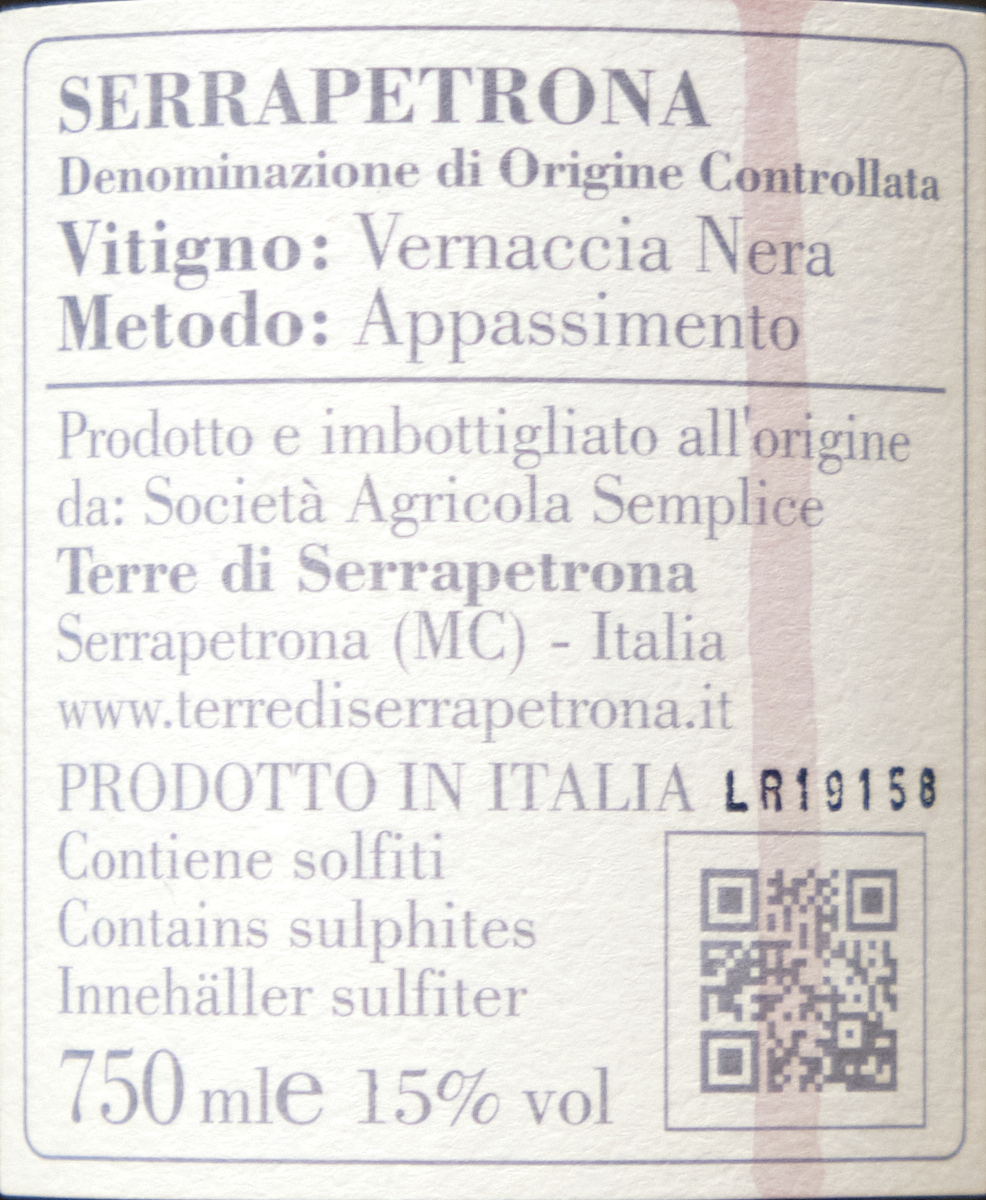 SERRAPETRONA
Denominazione di Origine Controllata
Vitigno: Vernaccia Nera
Metodo: Appassimento
Prodotto e imbottigliato all'origine
da: Società Agricola Semplice
Terre di Serrapetrona
Serrapetrona (MC) - Italia
www.terrediserrapetrona.it
PRODOTTO IN ITALIA LR19158
Contiene solfiti
Contains sulphites
Innehäller sulfiter
750 mle 15% vol